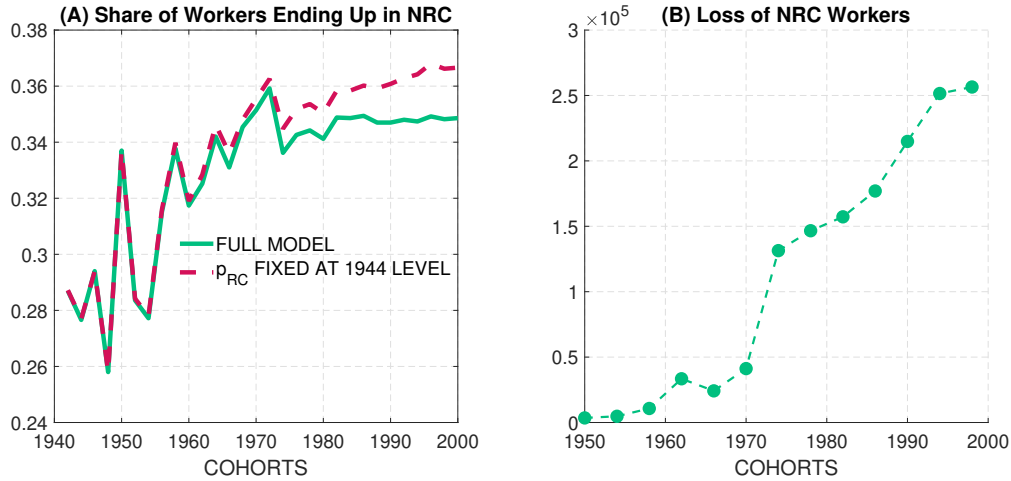 (A) Share of Workers Ending Up in NRC
0.38
0.36
0.34
0.32
0.3
0.28
0.26
0.24
FULL MODEL
p_RC FIXED AT 1944 LEVEL
1940 1950 1960 1970 1980 1990 2000
COHORTS
(B) Loss of NRC Workers
×10^5
3
2.5
2
1.5
1
0.5
0
1950 1960 1970 1980 1990 2000
COHORTS